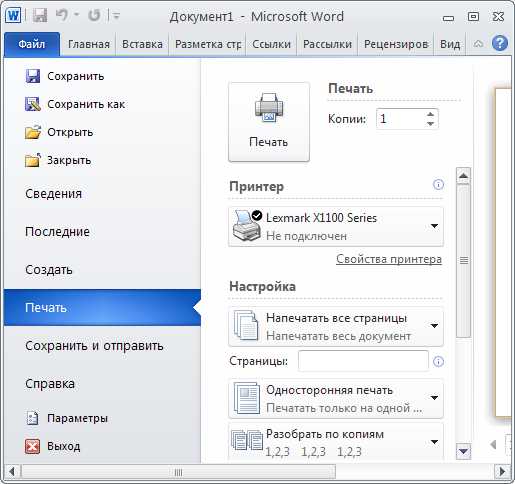 Документ1 - Microsoft Word
Файл Главная Вставка Разметка стр Ссылки Рассылки Рецензиров Вид
Сохранить
Сохранить как
Открыть
Закрыть
Сведения
Последние
Создать
Печать
Сохранить и отправить
Справка
Параметры
Выход
Печать
Печать
Копии: 1
Принтер
Lexmark X1100 Series
Не подключен
Свойства принтера
Настройка
Напечатать все страницы
Напечатать весь документ
Страницы:
Односторонняя печать
Печатать только на одной ...
Разобрать по копиям
1,2,3 1,2,3 1,2,3